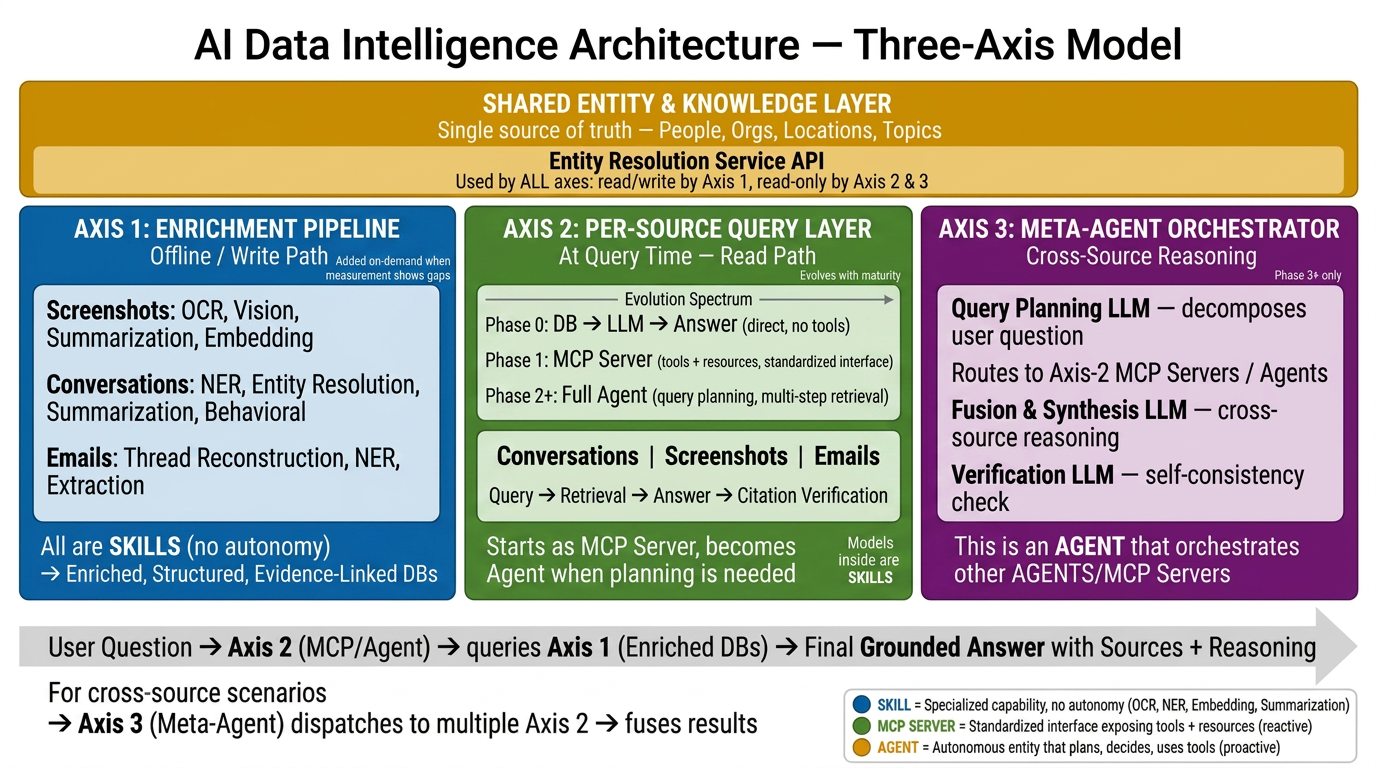 AI Data Intelligence Architecture — Three-Axis Model
SHARED ENTITY & KNOWLEDGE LAYER
Single source of truth — People, Orgs, Locations, Topics
Entity Resolution Service API
Used by ALL axes: read/write by Axis 1, read-only by Axis 2 & 3
AXIS 1: ENRICHMENT PIPELINE
Offline / Write Path
Added on-demand when
measurement shows gaps
Screenshots: OCR, Vision,
Summarization, Embedding
Conversations: NER, Entity Resolution,
Summarization, Behavioral
Emails: Thread Reconstruction, NER,
Extraction
All are SKILLS (no autonomy)
→ Enriched, Structured, Evidence-Linked DBs
AXIS 2: PER-SOURCE QUERY LAYER
At Query Time — Read Path
Evolves with maturity
Evolution Spectrum
Phase 0: DB → LLM → Answer (direct, no tools)
Phase 1: MCP Server (tools + resources, standardized interface)
Phase 2+: Full Agent (query planning, multi-step retrieval)
Conversations | Screenshots | Emails
Query → Retrieval → Answer → Citation Verification
Starts as MCP Server, becomes
Agent when planning is needed
Models
inside are
SKILLS
AXIS 3: META-AGENT ORCHESTRATOR
Cross-Source Reasoning
Phase 3+ only
Query Planning LLM — decomposes
user question
Routes to Axis-2 MCP Servers / Agents
Fusion & Synthesis LLM — cross-
source reasoning
Verification LLM — self-consistency
check
This is an AGENT that orchestrates
other AGENTS/MCP Servers
User Question → Axis 2 (MCP/Agent) → queries Axis 1 (Enriched DBs) → Final Grounded Answer with Sources + Reasoning
For cross-source scenarios
→ Axis 3 (Meta-Agent) dispatches to multiple Axis 2 → fuses results
SKILL = Specialized capability, no autonomy (OCR, NER, Embedding, Summarization)
MCP SERVER = Standardized interface exposing tools + resources (reactive)
AGENT = Autonomous entity that plans, decides, uses tools (proactive)